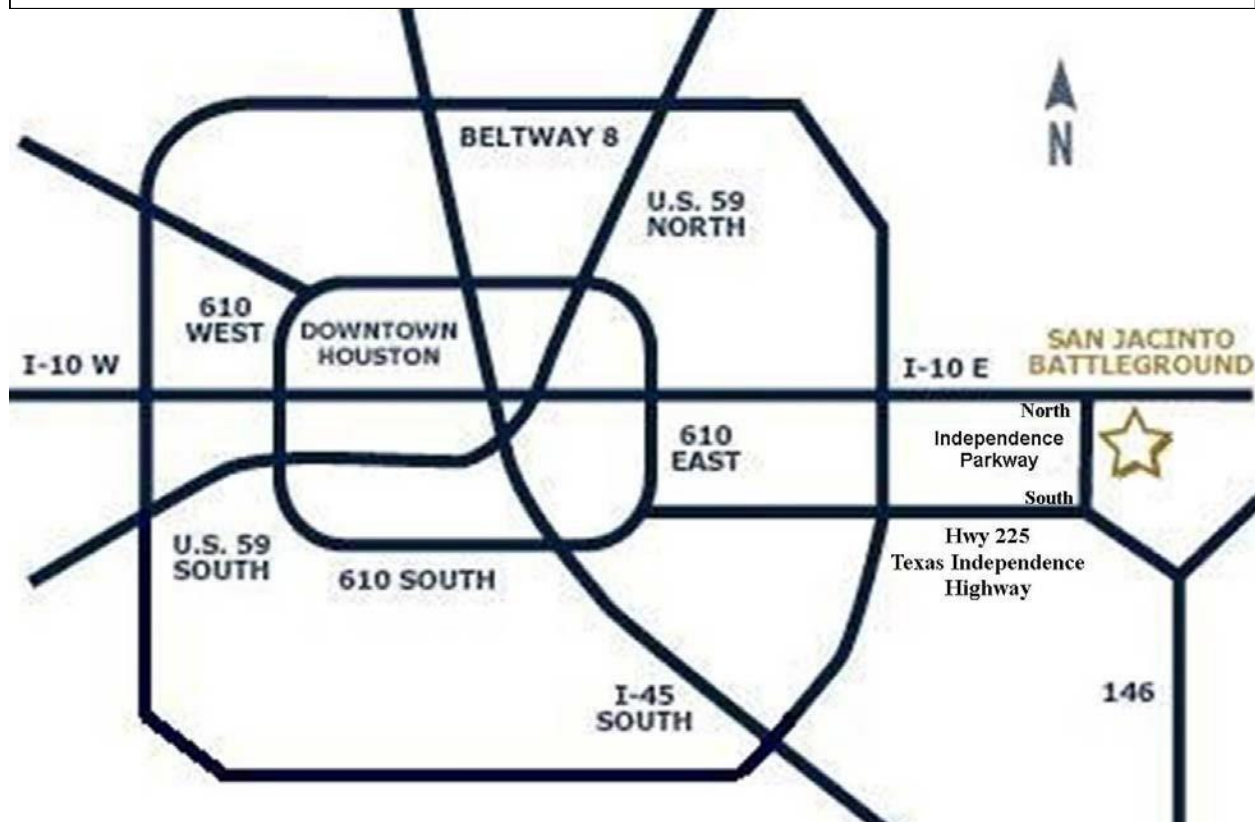 N
BELTWAY 8
U.S. 59
NORTH
610
WEST
DOWNTOWN
HOUSTON
I-10 W
I-10 E
SAN JACINTO
BATTLEGROUND
North
Independence
Parkway
South
610
EAST
Hwy 225
Texas Independence
Highway
U.S. 59
SOUTH
610 SOUTH
I-45
SOUTH
146